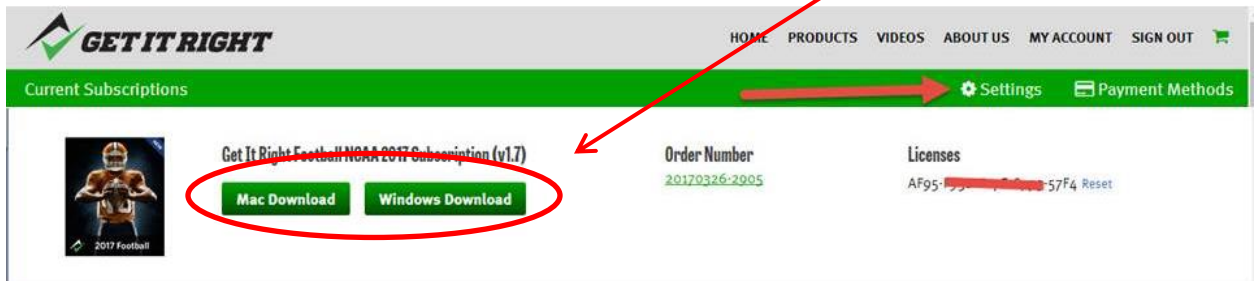 GET IT RIGHT
HOME PRODUCTS VIDEOS ABOUT US MY ACCOUNT SIGN OUT
Current Subscriptions
Settings Payment Methods
Get It Right Football NCAA 2017 Subscription (v1.7)
Order Number
Licenses
Mac Download Windows Download
20170326-2905
AF95- -57F4 Reset
2017 Football